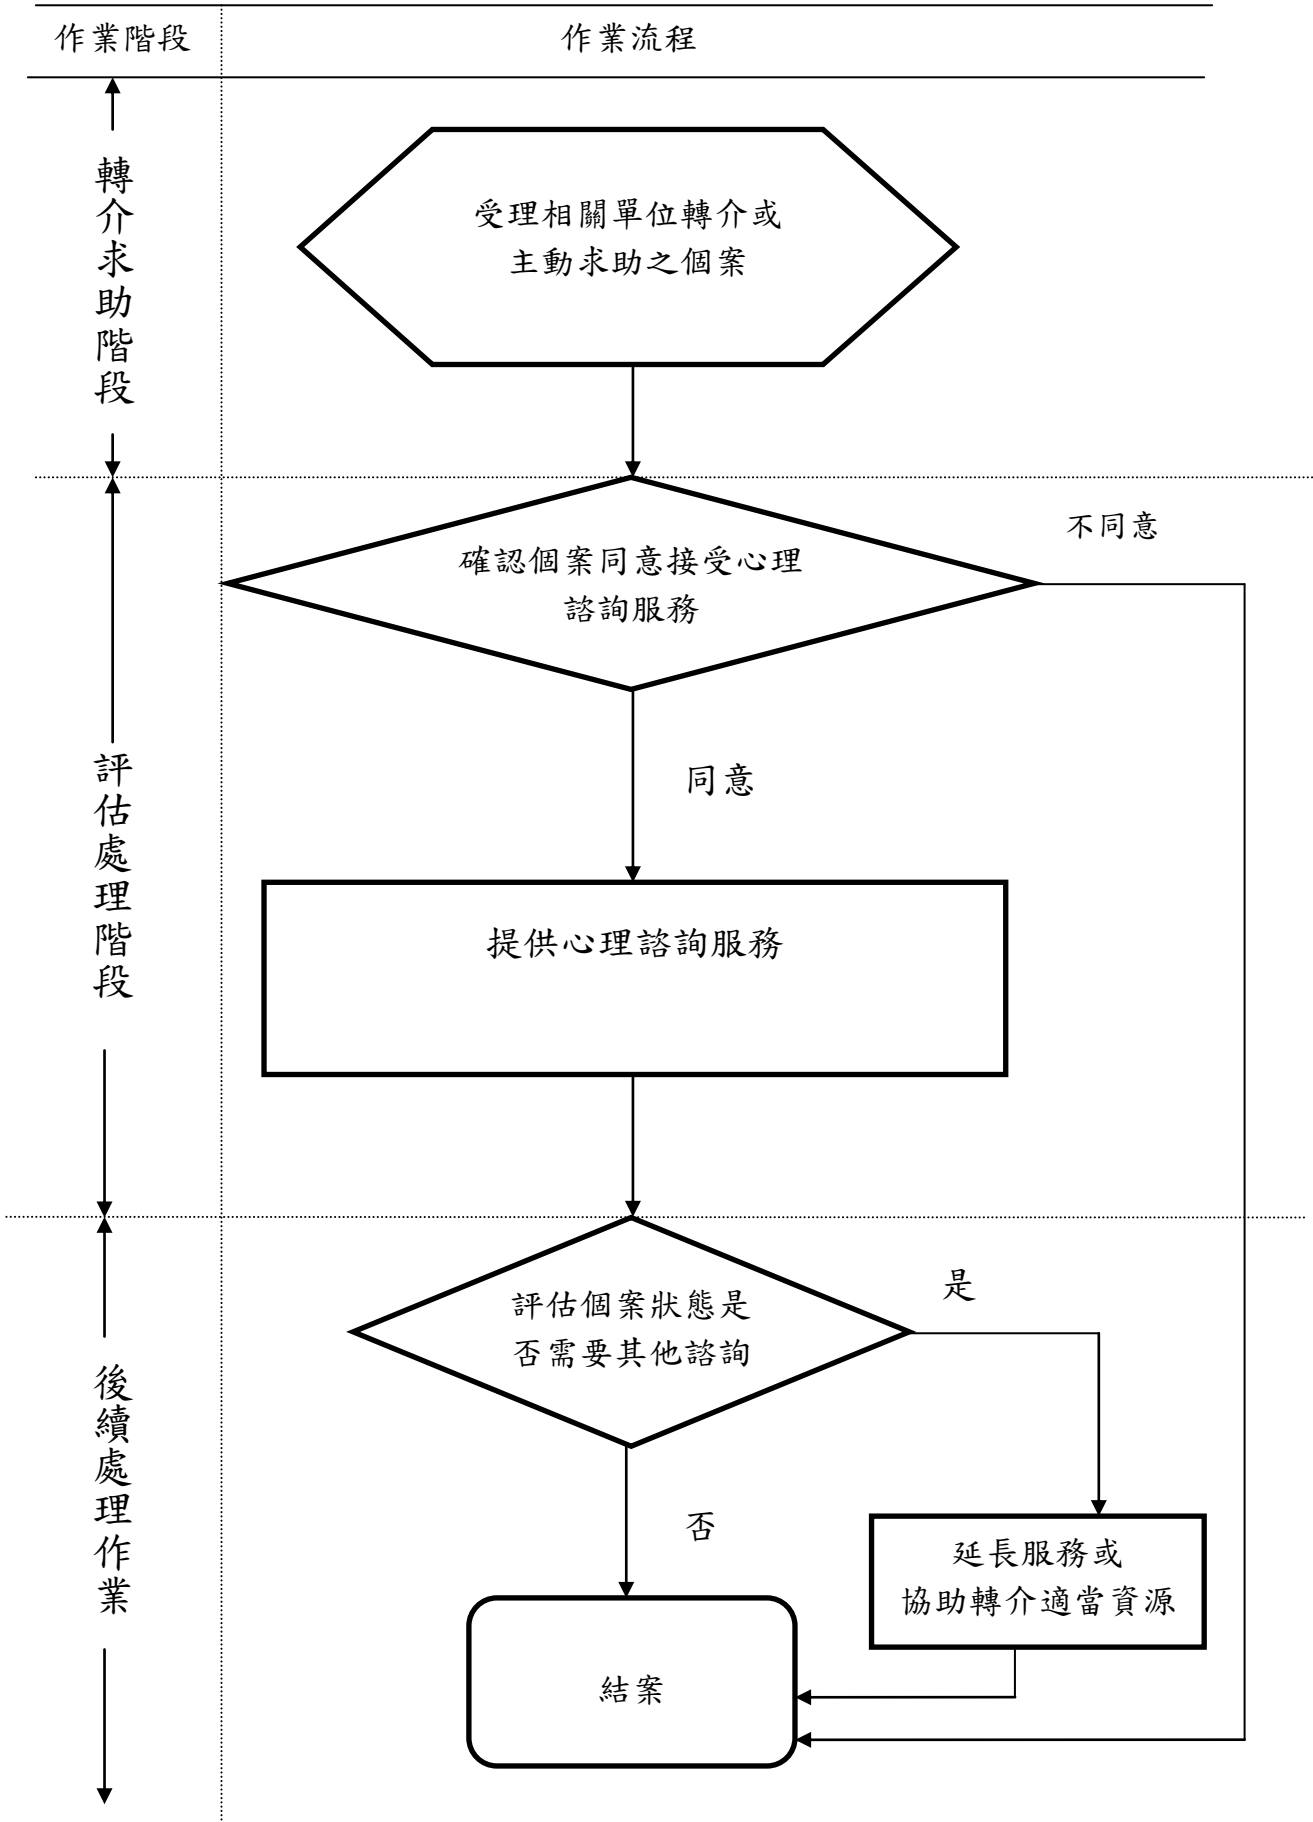 作業階段
作業流程
轉介求助階段
受理相關單位轉介或
主動求助之個案
評估處理階段
確認個案同意接受心理
諮詢服務
不同意
同意
提供心理諮詢服務
後續處理作業
評估個案狀態是
否需要其他諮詢
是
否
延長服務或
協助轉介適當資源
結案